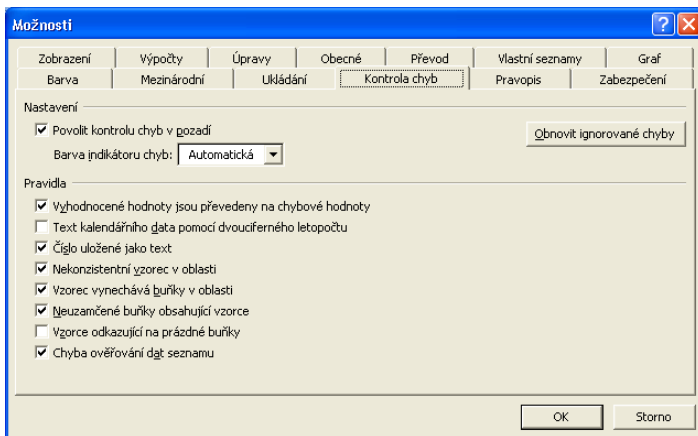 Možnosti
Zobrazení Výpočty Úpravy Obecné Převod Vlastní seznamy Graf
Barva Mezinárodní Ukládání Kontrola chyb Pravopis Zabezpečení
Nastavení
Povolit kontrolu chyb v pozadí
Obnovit ignorované chyby
Barva indikátoru chyb: Automatická
Pravidla
Vyhodnocené hodnoty jsou převedeny na chybové hodnoty
Text kalendářního data pomocí dvouciferného letopočtu
Číslo uložené jako text
Nekonzistentní vzorec v oblasti
Vzorec vynechává buňky v oblasti
Neuzamčené buňky obsahující vzorce
Vzorce odkazující na prázdné buňky
Chyba ověřování dat seznamu
OK Storno